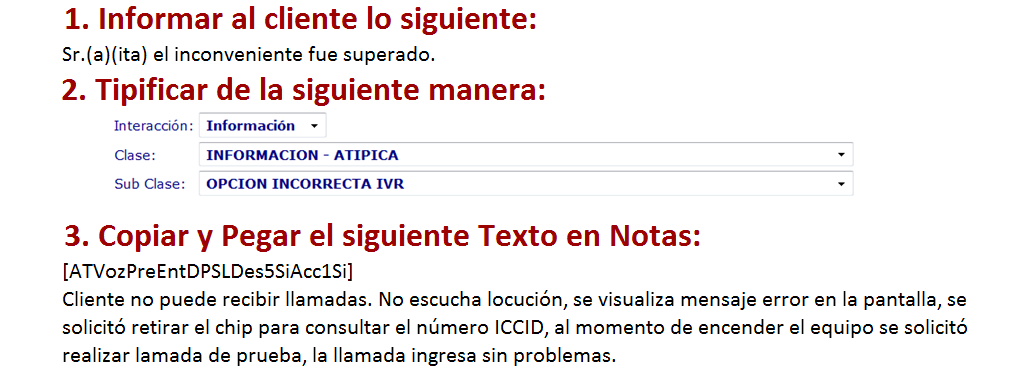 1. Informar al cliente lo siguiente:
Sr.(a)(ita) el inconveniente fue superado.
2. Tipificar de la siguiente manera:
Interacción: Información
Clase: INFORMACION - ATIPICA
Sub Clase: OPCION INCORRECTA IVR
3. Copiar y Pegar el siguiente Texto en Notas:
[ATVozPreEntDPSLDes5SiAcc1Si]
Cliente no puede recibir llamadas. No escucha locución, se visualiza mensaje error en la pantalla, se
solicitó retirar el chip para consultar el número ICCID, al momento de encender el equipo se solicitó
realizar lamada de prueba, la llamada ingresa sin problemas.